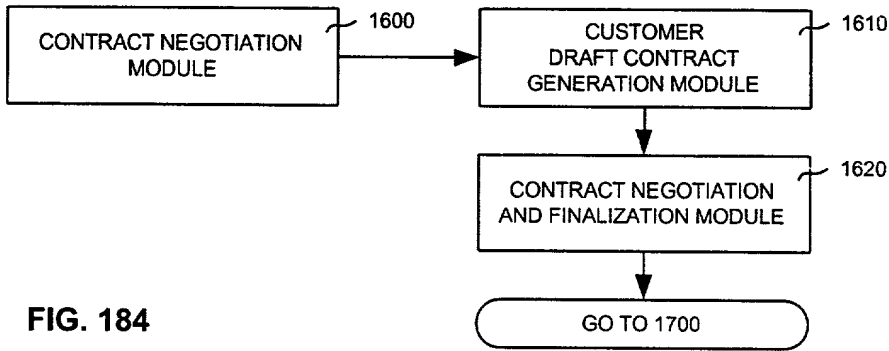 CONTRACT NEGOTIATION
MODULE
1600
CUSTOMER
DRAFT CONTRACT
GENERATION MODULE
1610
CONTRACT NEGOTIATION
AND FINALIZATION MODULE
1620
GO TO 1700
FIG. 184